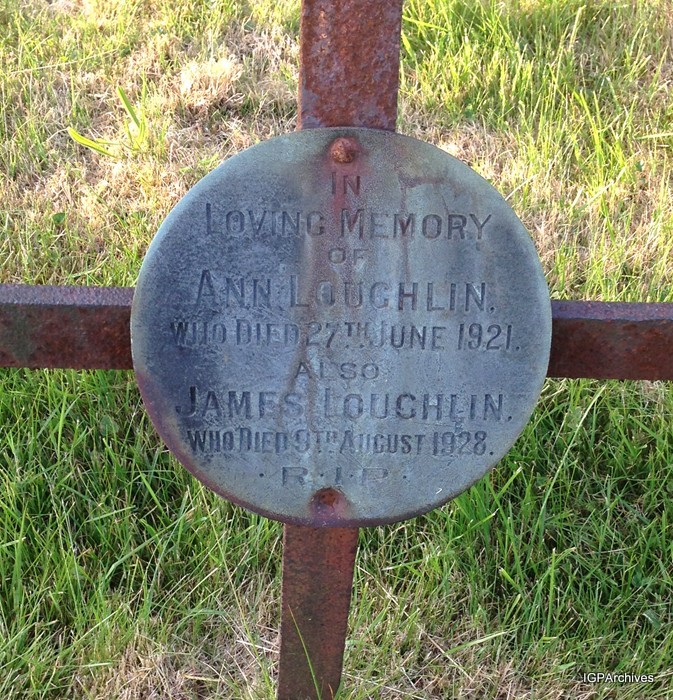 IN
LOVING MEMORY
OF
ANN LOUGHLIN.
WHO DIED 27TH JUNE 1921.
ALSO
JAMES LOUGHLIN.
WHO DIED 9TH AUGUST 1928.
· R · I · P ·
IGPArchives